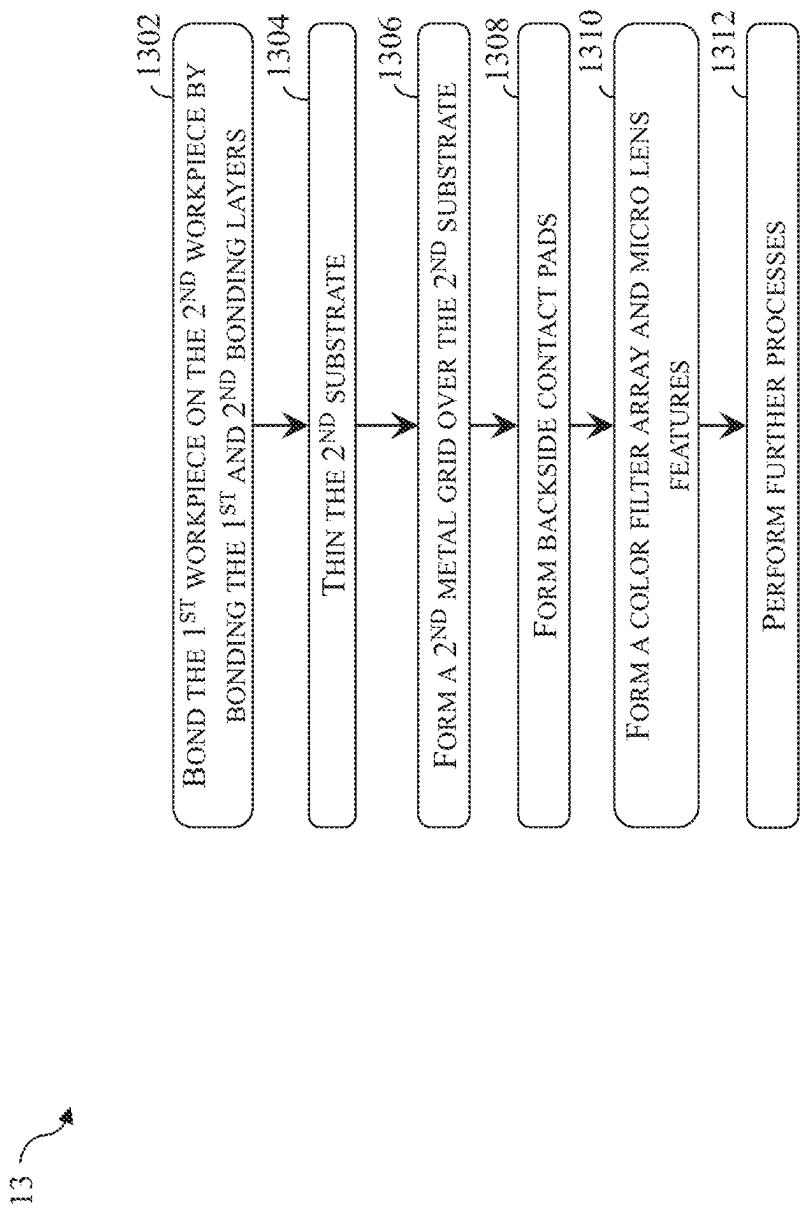 13
1302
Bond the 1st workpiece on the 2nd workpiece by
bonding the 1st and 2nd bonding layers
1304
Thin the 2nd substrate
1306
Form a 2nd metal grid over the 2nd substrate
1308
Form backside contact pads
1310
Form a color filter array and micro lens
features
1312
Perform further processes